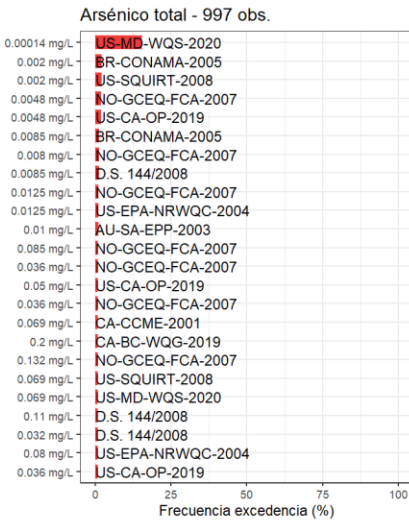 Arsénico total - 997 obs.
0.00014 mg/L US-MD-WQS-2020
0.002 mg/L BR-CONAMA-2005
0.002 mg/L US-SQUIRT-2008
0.0048 mg/L NO-GCEQ-FCA-2007
0.0048 mg/L US-CA-OP-2019
0.0085 mg/L BR-CONAMA-2005
0.008 mg/L NO-GCEQ-FCA-2007
0.0085 mg/L D.S. 144/2008
0.0125 mg/L NO-GCEQ-FCA-2007
0.0125 mg/L US-EPA-NRWQC-2004
0.01 mg/L AU-SA-EPP-2003
0.085 mg/L NO-GCEQ-FCA-2007
0.036 mg/L NO-GCEQ-FCA-2007
0.05 mg/L US-CA-OP-2019
0.036 mg/L NO-GCEQ-FCA-2007
0.069 mg/L CA-CCME-2001
0.2 mg/L CA-BC-WQG-2019
0.132 mg/L NO-GCEQ-FCA-2007
0.069 mg/L US-SQUIRT-2008
0.069 mg/L US-MD-WQS-2020
0.11 mg/L D.S. 144/2008
0.032 mg/L D.S. 144/2008
0.08 mg/L US-EPA-NRWQC-2004
0.036 mg/L US-CA-OP-2019
0 25 50 75 100
Frecuencia excedencia (%)